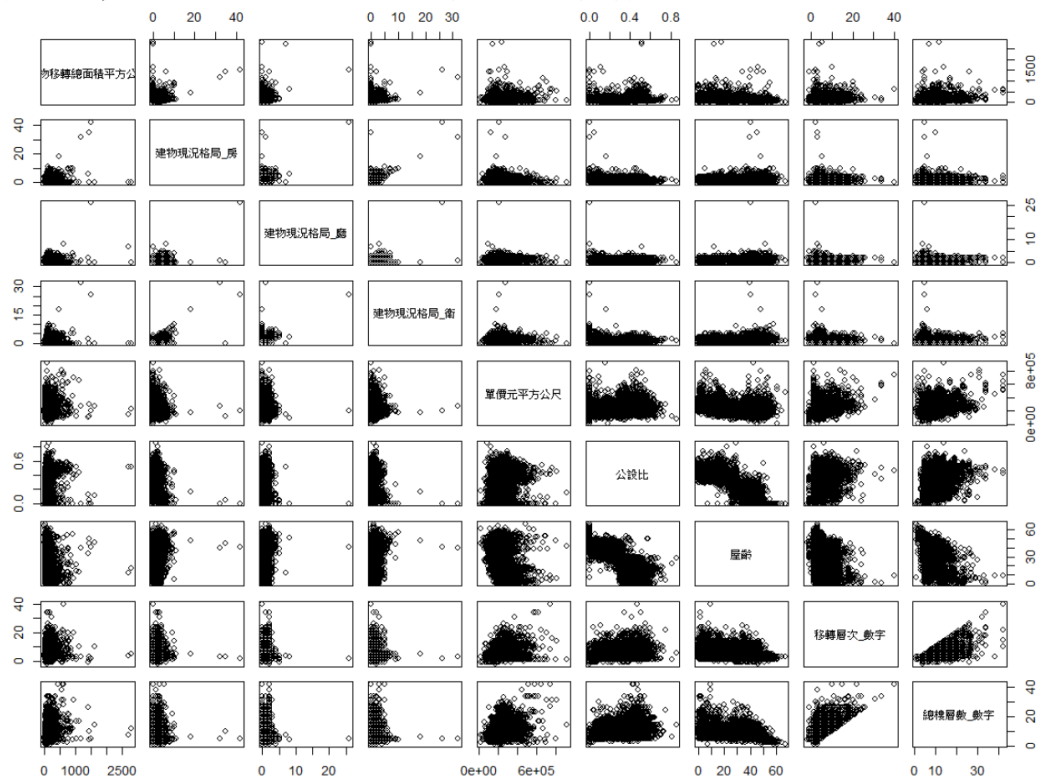 0 20 40
0 10 20 30
0.0 0.4 0.8
0 20 40
物移轉總面積平方公
0 1500
0 20 40
建物現況格局_房
建物現況格局_廳
0 10 25
0 15 30
建物現況格局_衛
單價元平方公尺
0e+00 8e+05
0.0 0.6
公設比
屋齡
0 30 60
0 20 40
移轉層次_數字
總樓層數_數字
0 20 40
0 1000 2500
0 10 20
0e+00 6e+05
0 20 40 60
0 10 30